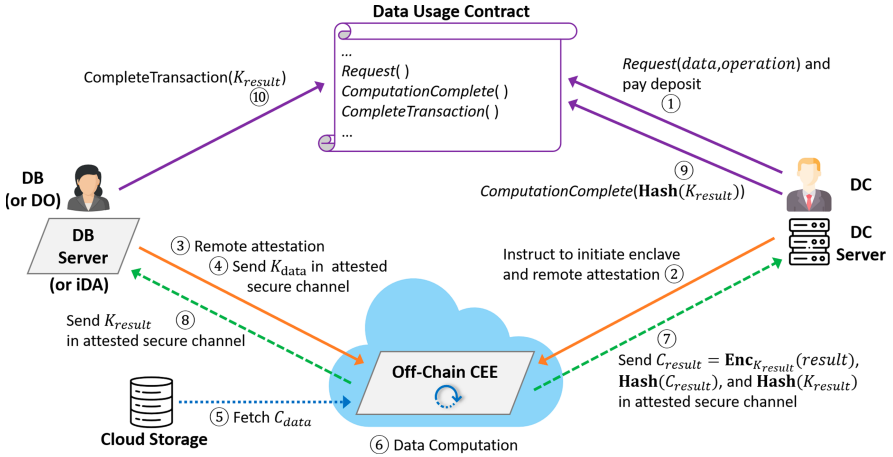 Data Usage Contract
...
Request( )
ComputationComplete( )
CompleteTransaction( )
...
CompleteTransaction(K_result)
⑩
Request(data,operation) and
pay deposit
①
⑨
ComputationComplete(Hash(K_result))
DB
(or DO)
DC
DB
Server
(or iDA)
DC
Server
③ Remote attestation
④ Send K_data in attested
secure channel
Instruct to initiate enclave
and remote attestation ②
Send K_result ⑧
in attested secure channel
⑦
Send C_result = Enc_{K_result}(result),
Hash(C_result), and Hash(K_result)
in attested secure channel
Off-Chain CEE
Cloud Storage
⑤ Fetch C_data
⑥ Data Computation